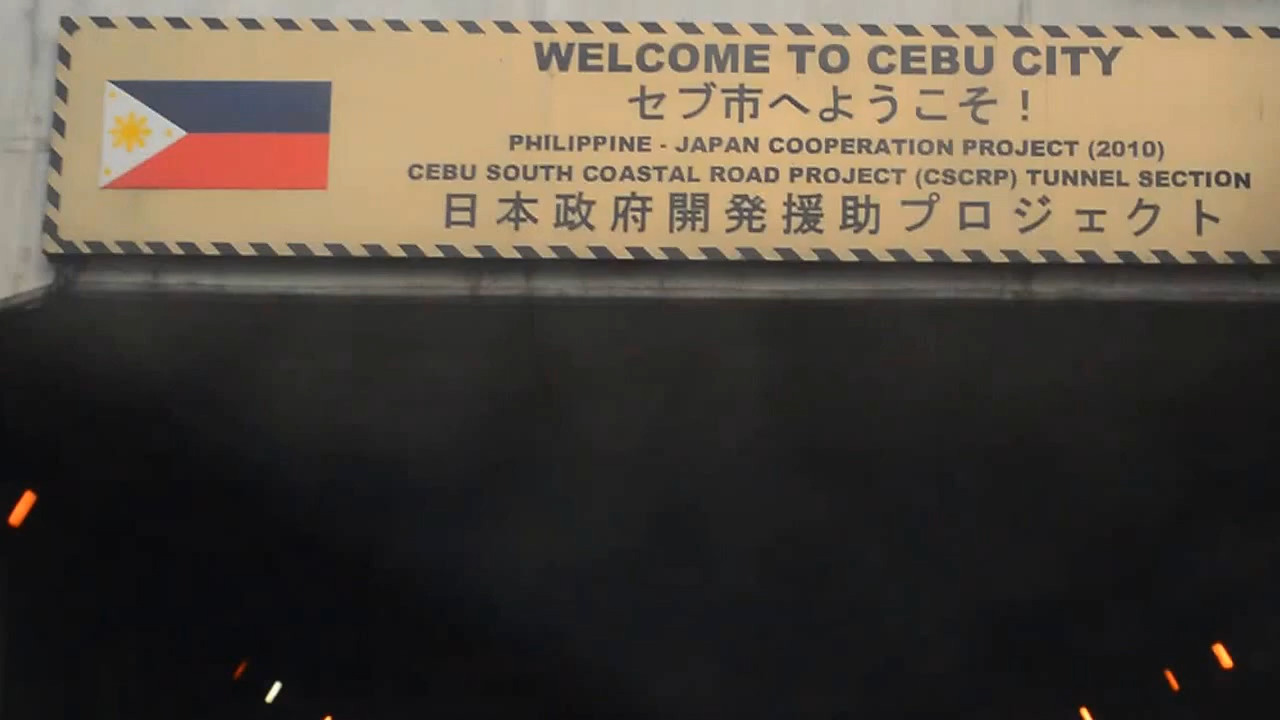 WELCOME TO CEBU CITY
セブ市へようこそ！
PHILIPPINE - JAPAN COOPERATION PROJECT (2010)
CEBU SOUTH COASTAL ROAD PROJECT (CSCRP) TUNNEL SECTION
日本政府開発援助プロジェクト